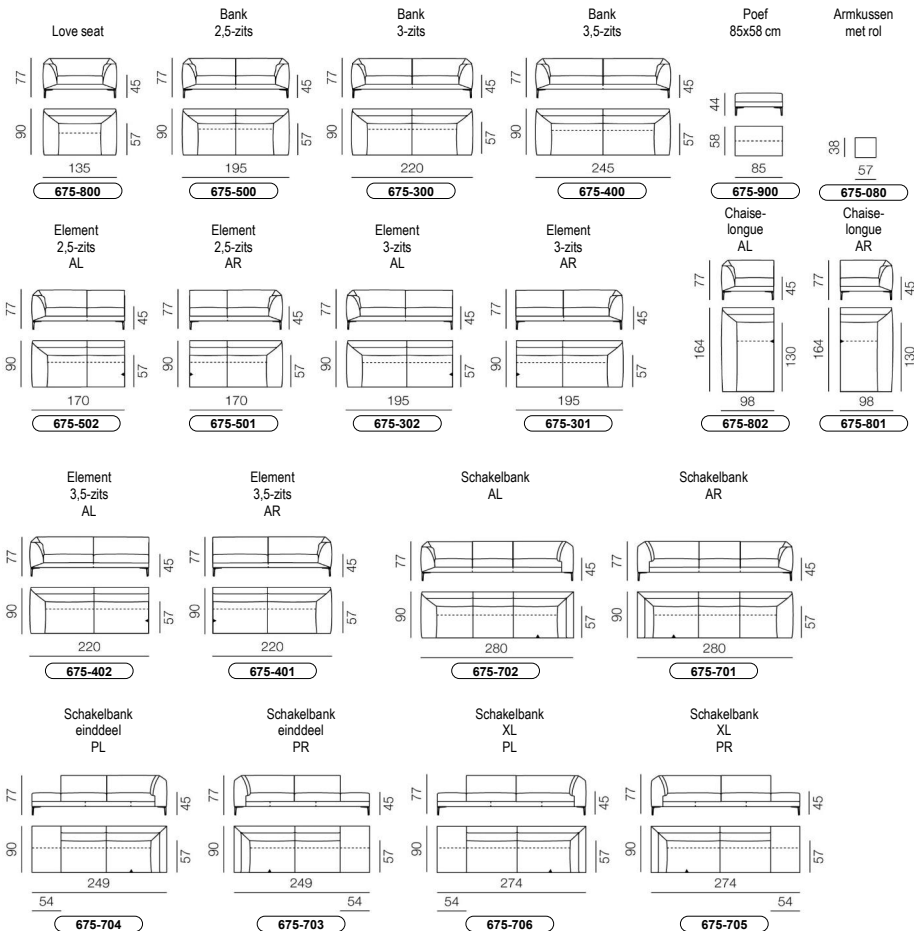 Love seat
77
45
90
57
135
675-800
Bank
2,5-zits
77
45
90
57
195
675-500
Bank
3-zits
77
45
90
57
220
675-300
Bank
3,5-zits
77
45
90
57
245
675-400
Poef
85x58 cm
44
58
85
675-900
Armkussen
met rol
38
57
675-080
Element
2,5-zits
AL
77
45
90
57
170
675-502
Element
2,5-zits
AR
77
45
90
57
170
675-501
Element
3-zits
AL
77
45
90
57
195
675-302
Element
3-zits
AR
77
45
90
57
195
675-301
Chaise-
longue
AL
77
45
164
130
98
675-802
Chaise-
longue
AR
77
45
164
130
98
675-801
Element
3,5-zits
AL
77
45
90
57
220
675-402
Element
3,5-zits
AR
77
45
90
57
220
675-401
Schakelbank
AL
77
45
90
57
280
675-702
Schakelbank
AR
77
45
90
57
280
675-701
Schakelbank
einddeel
PL
77
45
90
57
249
54
675-704
Schakelbank
einddeel
PR
77
45
90
57
249
54
675-703
Schakelbank
XL
PL
77
45
90
57
274
54
675-706
Schakelbank
XL
PR
77
45
90
57
274
54
675-705